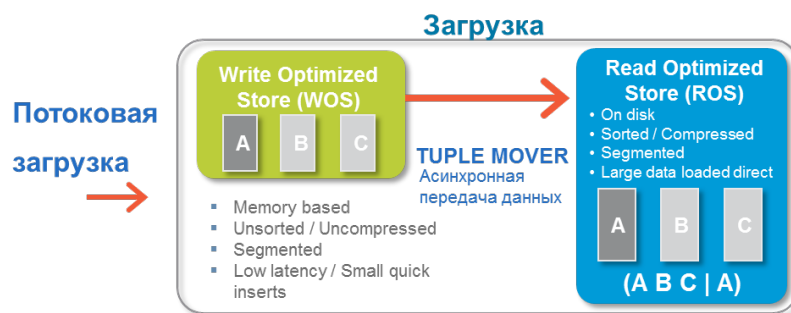 Загрузка
Потоковая
загрузка
Write Optimized
Store (WOS)
A B C
▪ Memory based
▪ Unsorted / Uncompressed
▪ Segmented
▪ Low latency / Small quick
inserts
TUPLE MOVER
Асинхронная
передача данных
Read Optimized
Store (ROS)
• On disk
• Sorted / Compressed
• Segmented
• Large data loaded direct
A B C
(A B C | A)